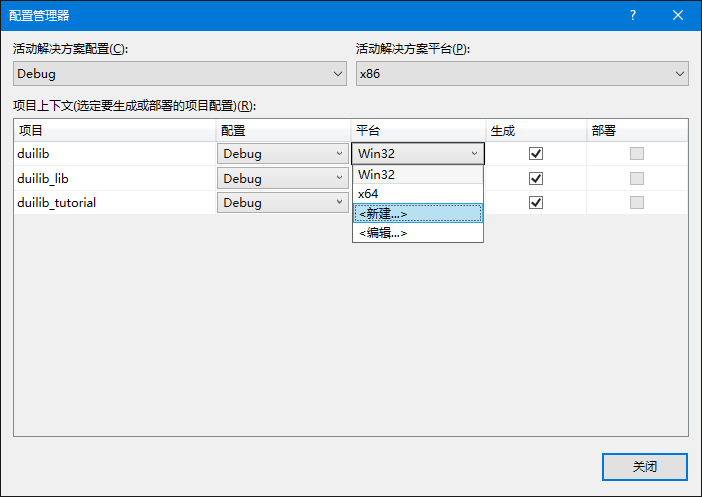 配置管理器
?
活动解决方案配置(C):
活动解决方案平台(P):
Debug
x86
项目上下文(选定要生成或部署的项目配置)(R):
项目 配置 平台 生成 部署
duilib Debug Win32
duilib_lib Debug Win32
x64
duilib_tutorial Debug <新建...>
<编辑...>
关闭